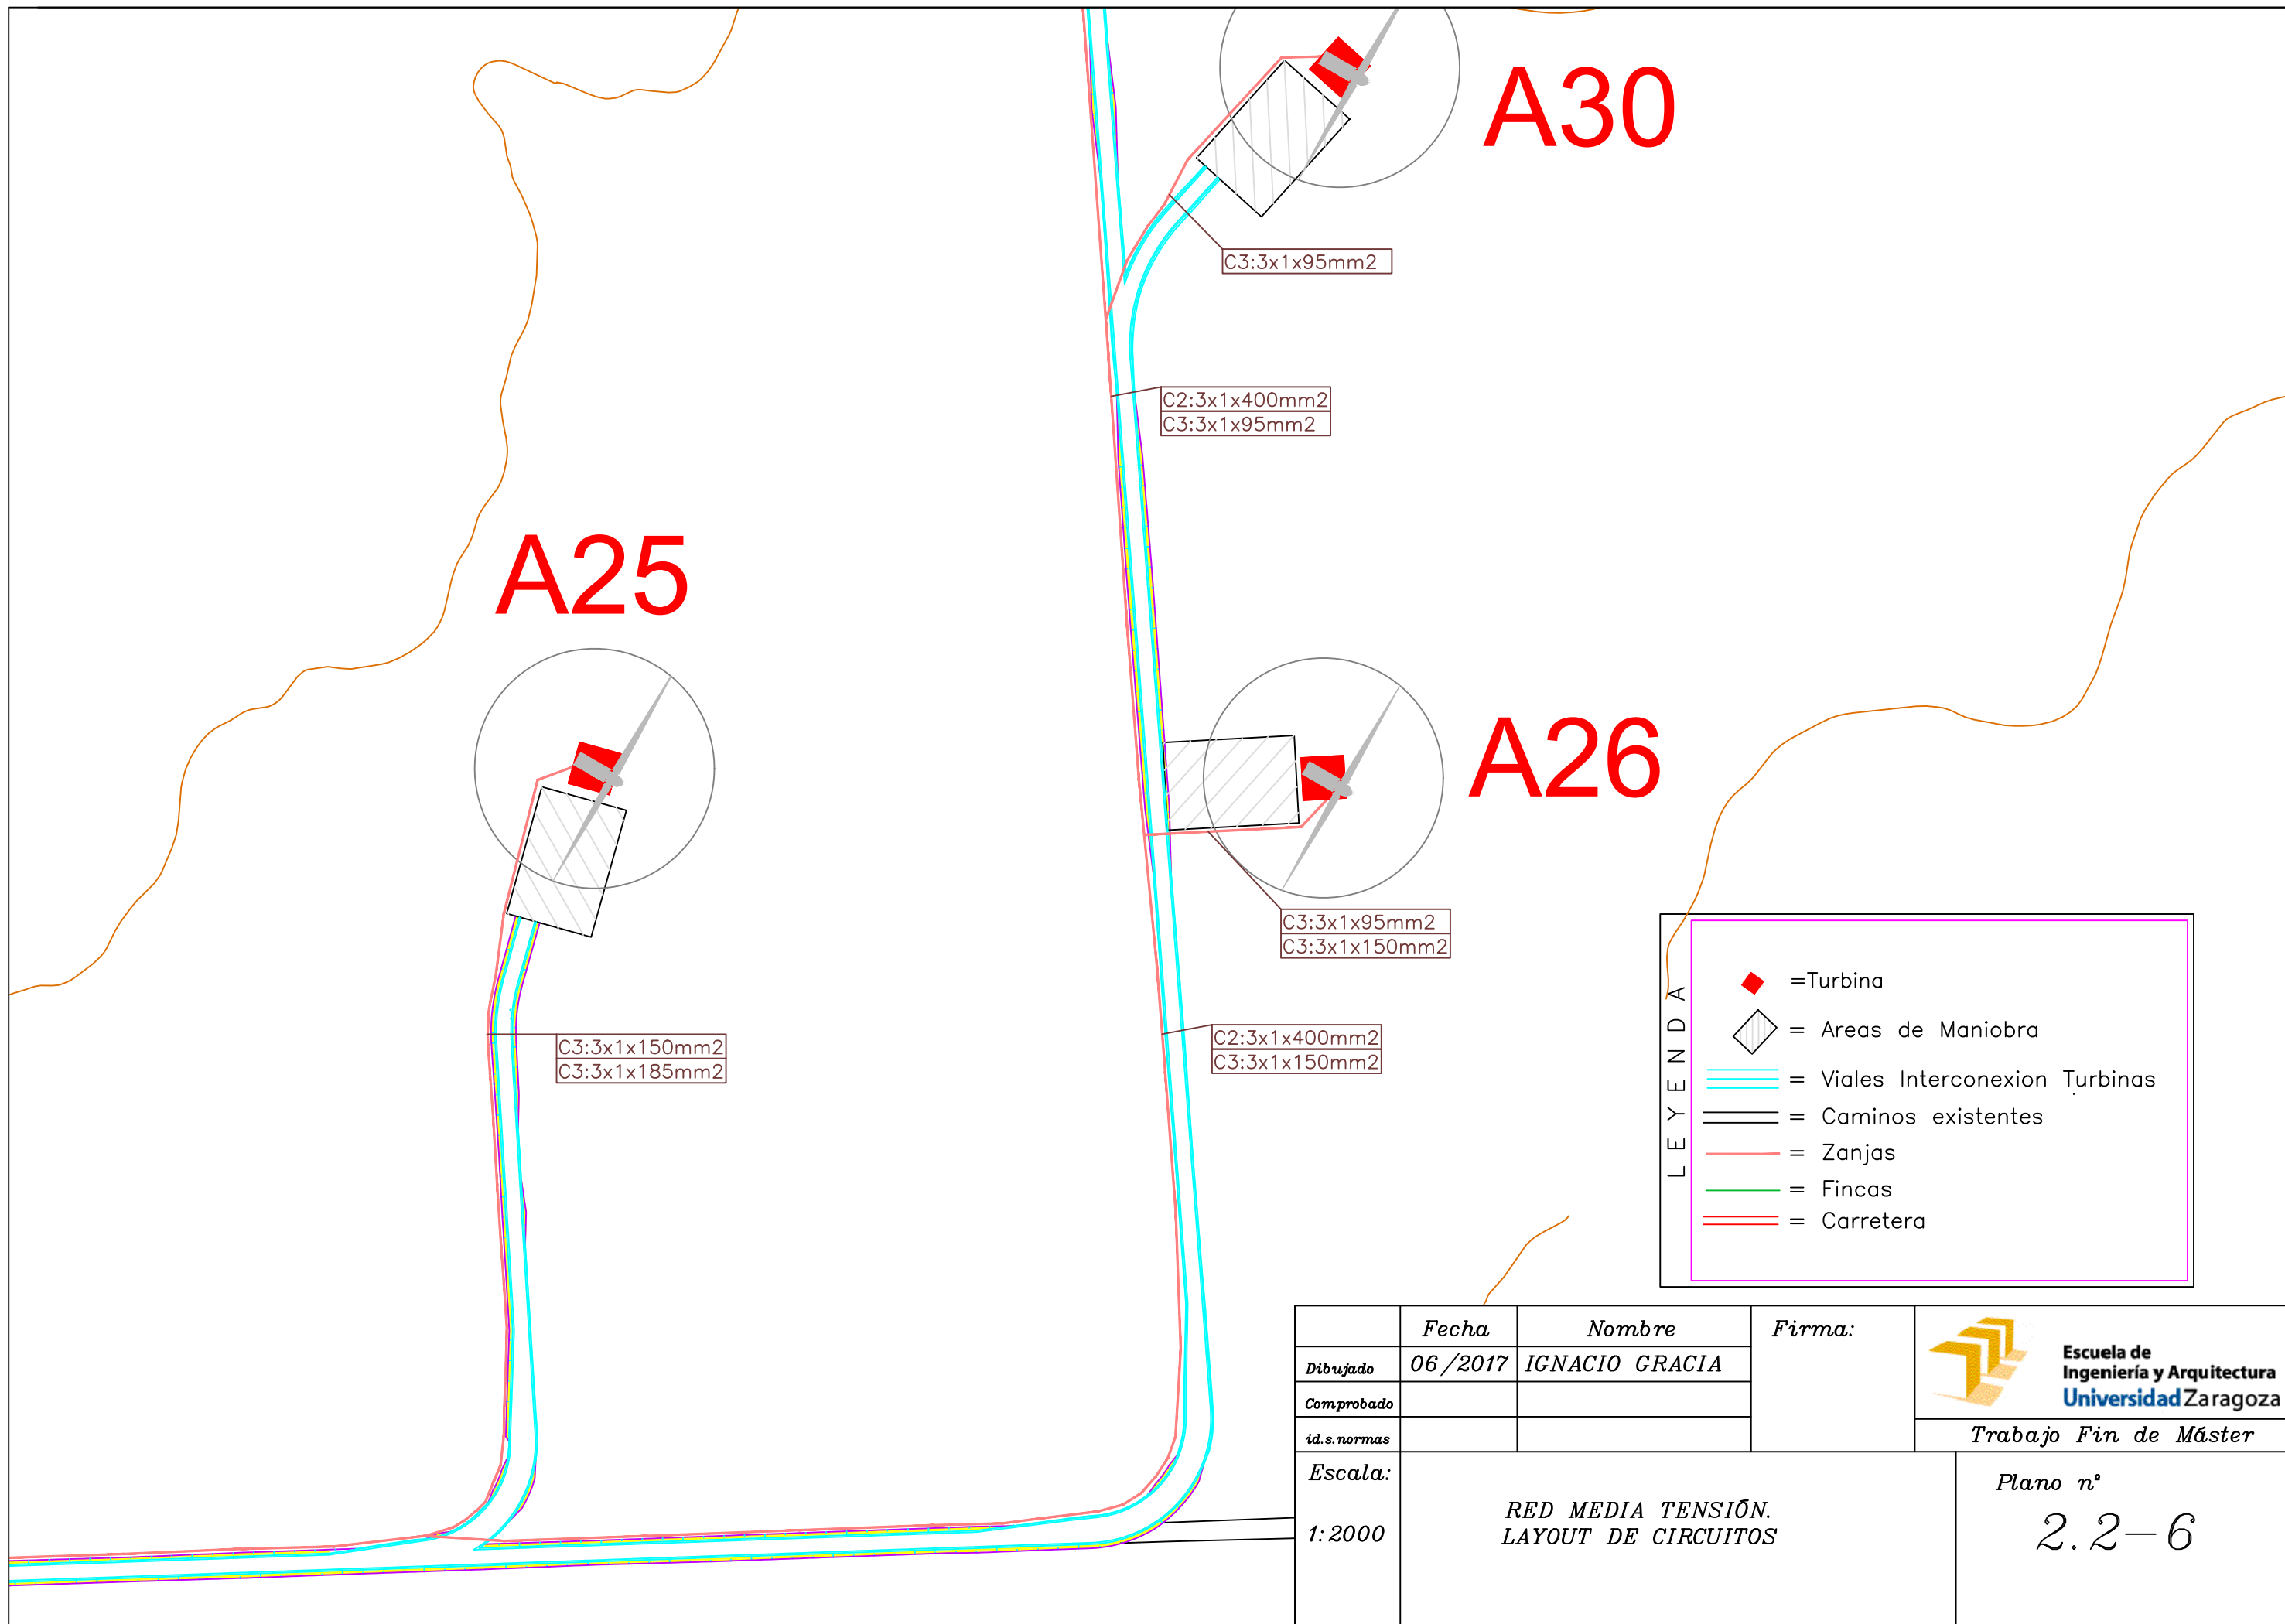 A30
C3:3x1x95mm2
C2:3x1x400mm2
C3:3x1x95mm2
A25
A26
C3:3x1x95mm2
C3:3x1x150mm2
C3:3x1x150mm2
C3:3x1x185mm2
C2:3x1x400mm2
C3:3x1x150mm2
LEYENDA
=Turbina
= Areas de Maniobra
= Viales Interconexion Turbinas
= Caminos existentes
= Zanjas
= Fincas
= Carretera
Fecha Nombre Firma:
Dibujado 06/2017 IGNACIO GRACIA
Comprobado
id.s.normas
Escuela de
Ingeniería y Arquitectura
Universidad Zaragoza
Trabajo Fin de Máster
Escala:
1:2000
RED MEDIA TENSIÓN.
LAYOUT DE CIRCUITOS
Plano nº
2.2-6